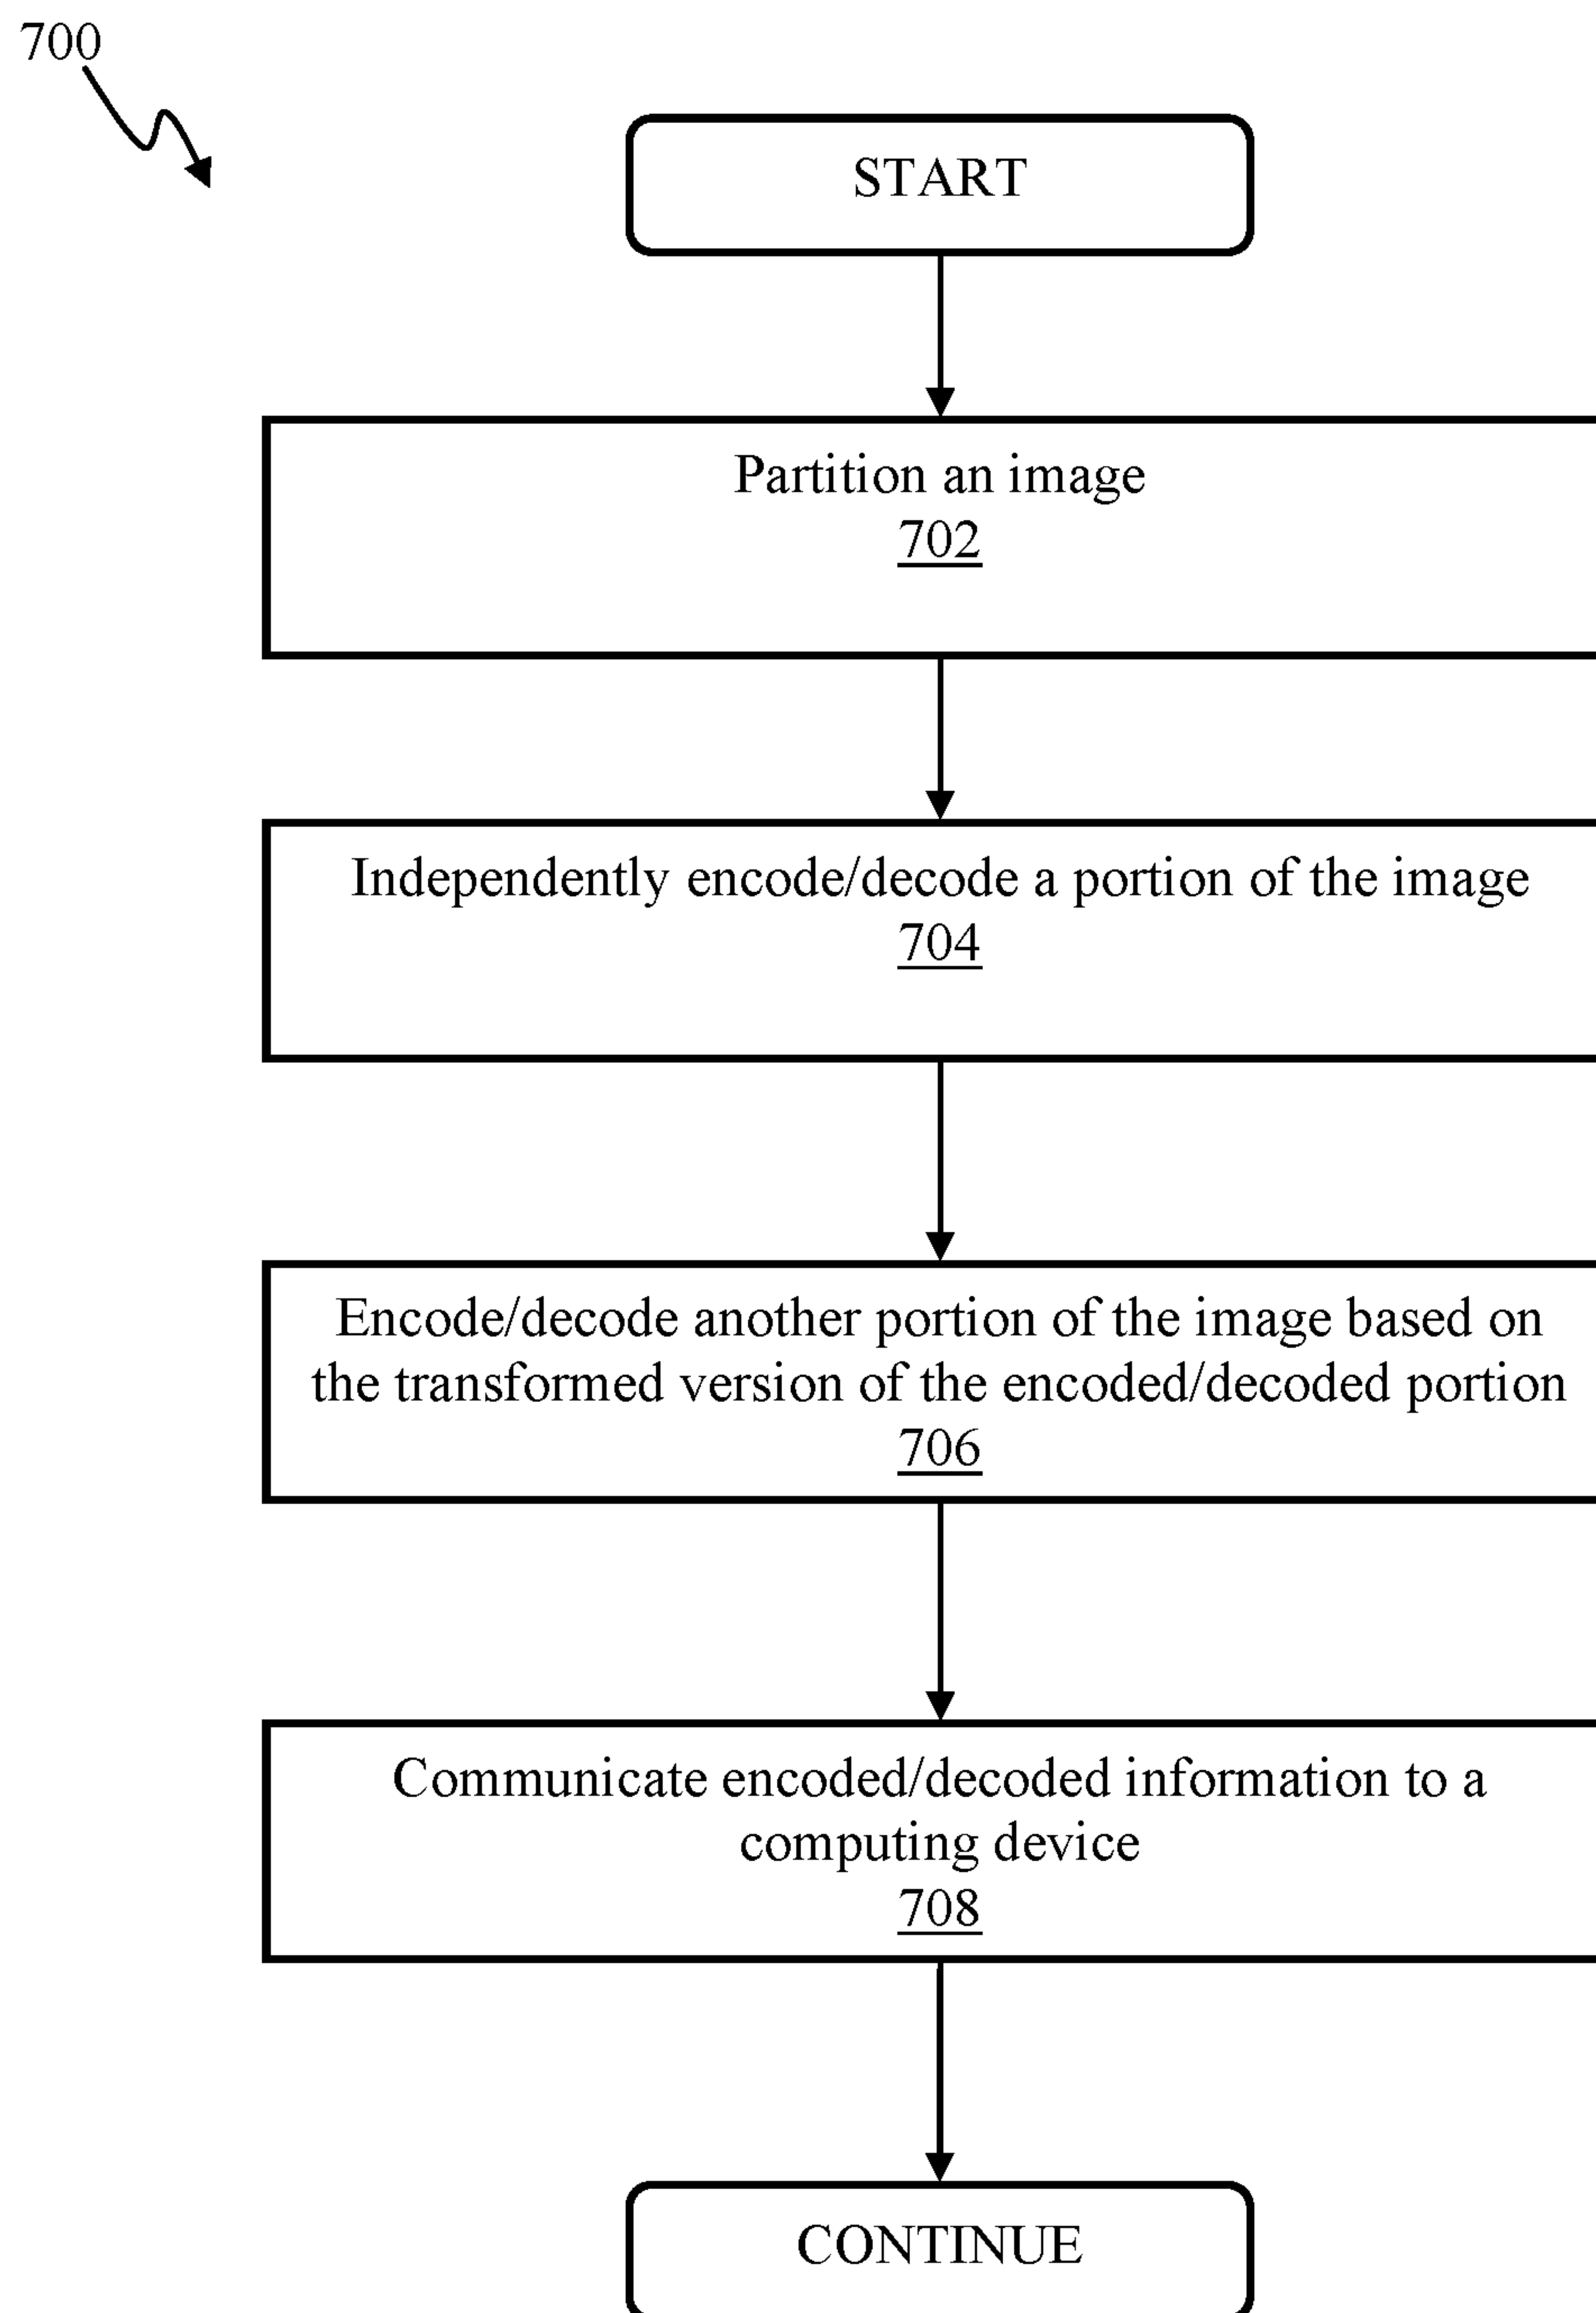 700
START
Partition an image
702
Independently encode/decode a portion of the image
704
Encode/decode another portion of the image based on
the transformed version of the encoded/decoded portion
706
Communicate encoded/decoded information to a
computing device
708
CONTINUE